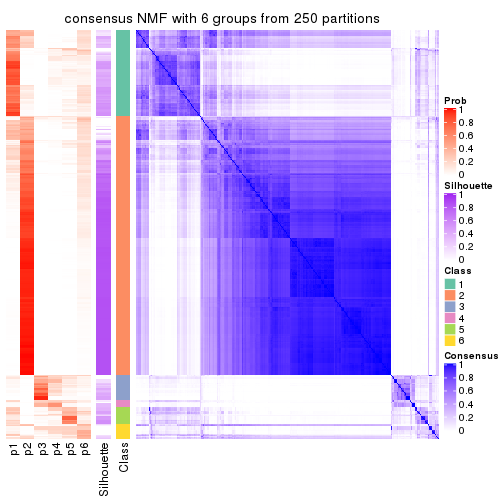 consensus NMF with 6 groups from 250 partitions
Prob
1
0.8
0.6
0.4
0.2
0
Silhouette
1
0.8
0.6
0.4
0.2
0
Class
1
2
3
4
5
6
Consensus
1
0.8
0.6
0.4
0.2
0
p1
p2
p3
p4
p5
p6
Silhouette
Class